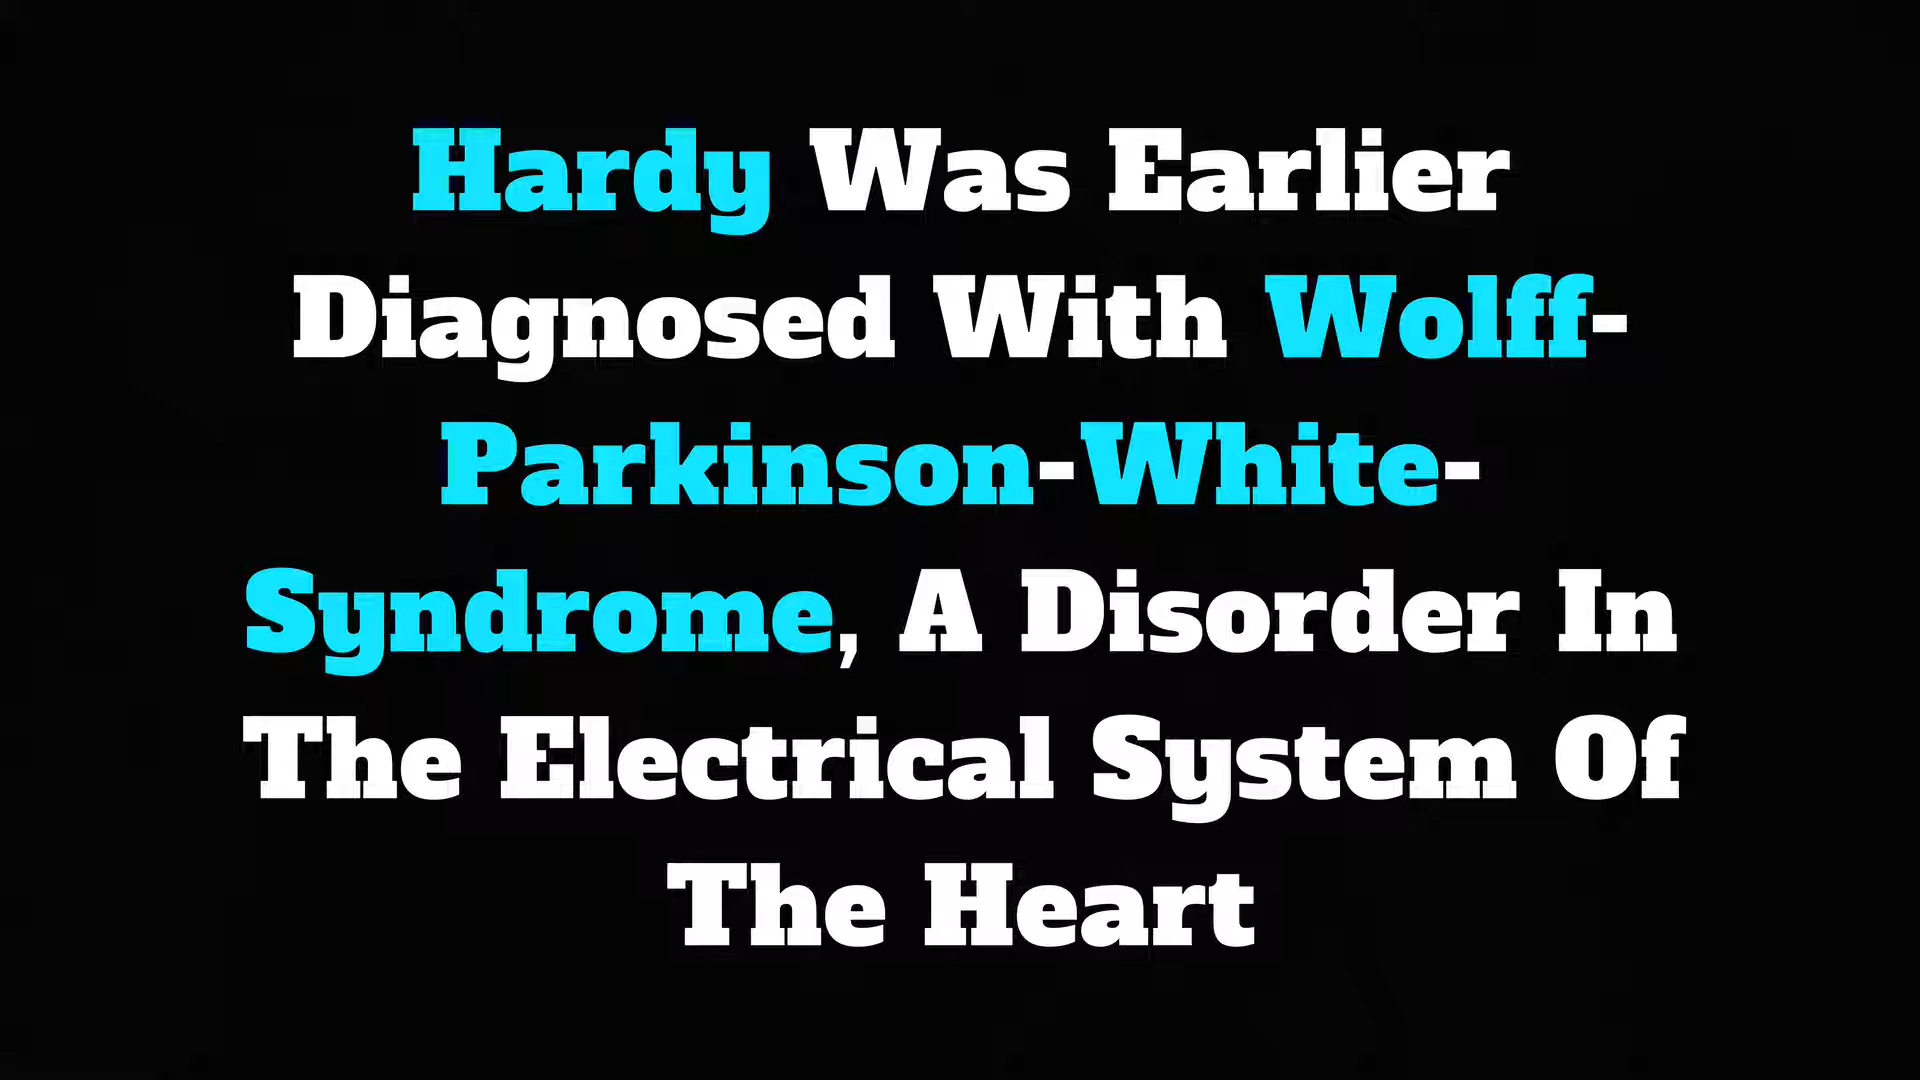 Hardy Was Earlier
Diagnosed With Wolff-
Parkinson-White-
Syndrome, A Disorder In
The Electrical System Of
The Heart